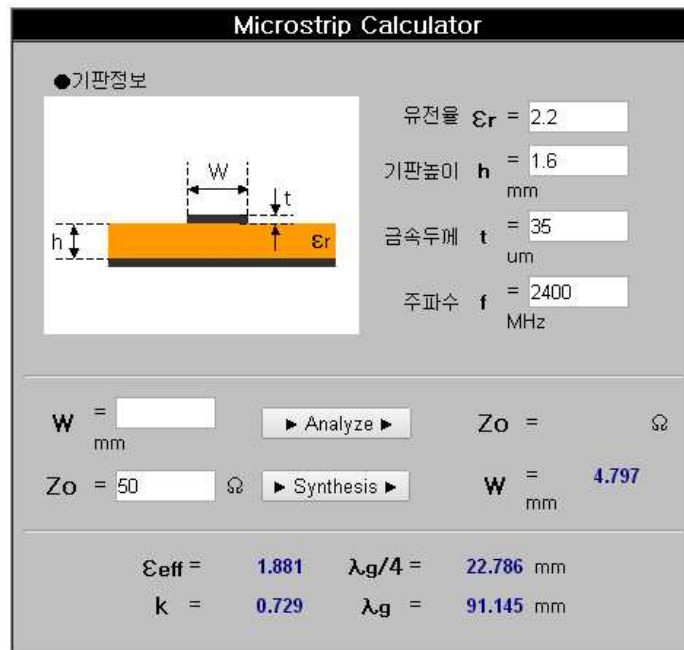 Microstrip Calculator
●기판정보
유전율 εr = 2.2
기판높이 h = 1.6
mm
금속두께 t = 35
um
주파수 f = 2400
MHz
W
t
h
εr
W =
mm
▶ Analyze ▶
Zo = Ω
Zo = 50 Ω
▶ Synthesis ▶
W = 4.797
mm
εeff = 1.881 λg/4 = 22.786 mm
k = 0.729 λg = 91.145 mm